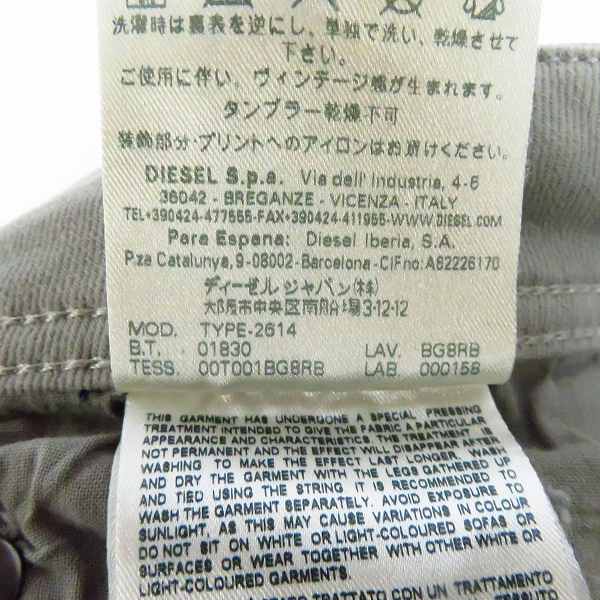 洗濯時は裏表を逆にし、単独で洗い、乾燥させて
下さい。
ご使用に伴い、ヴィンテージ感が生まれます。
タンブラー乾燥不可
装飾部分・プリントへのアイロンはお避けください。
DIESEL S.p.a. Via dell' Industria, 4-6
36042 - BREGANZE - VICENZA - ITALY
TEL+390424-477555-FAX+390424-411955-WWW.DIESEL.COM
Para Espana: Diesel Iberia, S.A.
P.za Catalunya,9-08002-Barcelona-CIF no:A62226170
ディーゼル ジャパン(株)
大阪市中央区南船場3-12-12
MOD. TYPE-2614
B.T. 01830 LAV. BG8RB
TESS. 00T001BG8RB LAB. 000158
THIS GARMENT HAS UNDERGONE A SPECIAL PRESSING
TREATMENT INTENDED TO GIVE THE FABRIC A PARTICULAR
APPEARANCE AND CHARACTERISTICS. THE TREATMENT IS
NOT PERMANENT AND THE EFFECT WILL DISAPPEAR AFTER
WASHING. TO MAKE THE EFFECT LAST LONGER, WASH
AND DRY THE GARMENT WITH THE LEGS GATHERED UP
AND TIED USING THE STRING. IT IS RECOMMENDED TO
WASH THE GARMENT SEPARATELY. AVOID EXPOSURE TO
SUNLIGHT, AS THIS MAY CAUSE VARIATIONS IN COLOUR.
DO NOT SIT ON WHITE OR LIGHT-COLOURED SOFAS OR
SURFACES OR WEAR TOGETHER WITH OTHER WHITE OR
LIGHT-COLOURED GARMENTS.
TRATTATO CON UN TRATTAMENTO